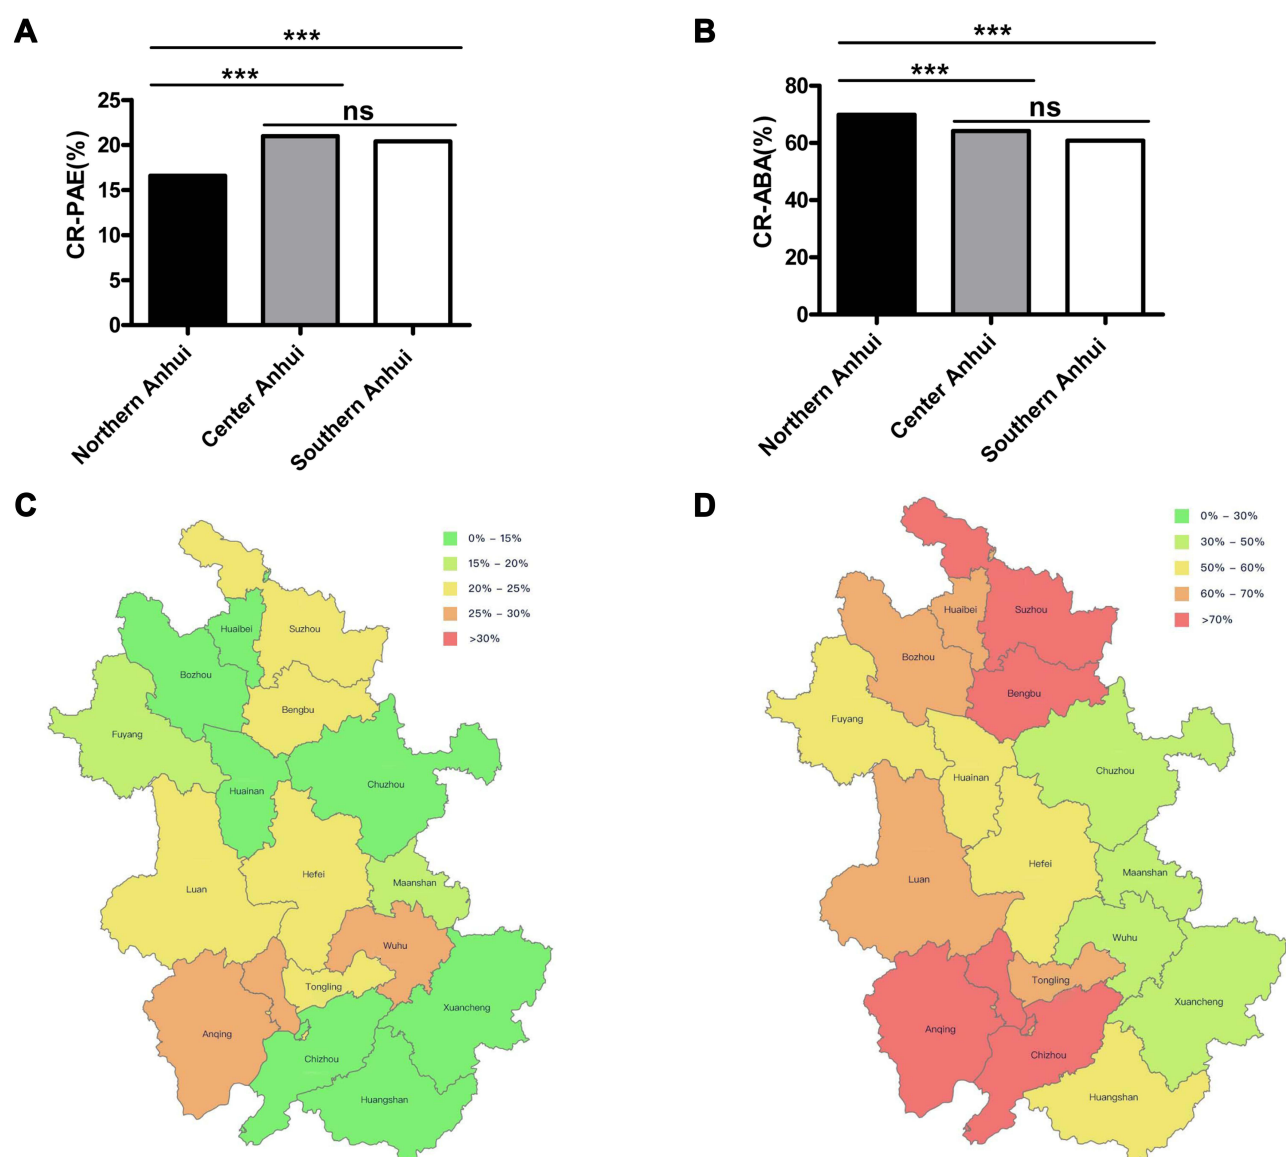 A
***
***
ns
CR-PAE(%)
25
20
15
10
5
0
Northern Anhui
Center Anhui
Southern Anhui
B
***
***
ns
CR-ABA(%)
80
60
40
20
0
Northern Anhui
Center Anhui
Southern Anhui
C
0% – 15%
15% – 20%
20% – 25%
25% – 30%
>30%
Huaibei
Suzhou
Bozhou
Bengbu
Fuyang
Huainan
Chuzhou
Hefei
Luan
Maanshan
Wuhu
Tongling
Xuancheng
Anqing
Chizhou
Huangshan
D
0% – 30%
30% – 50%
50% – 60%
60% – 70%
>70%
Huaibei
Suzhou
Bozhou
Bengbu
Fuyang
Huainan
Chuzhou
Hefei
Luan
Maanshan
Wuhu
Tongling
Xuancheng
Anqing
Chizhou
Huangshan